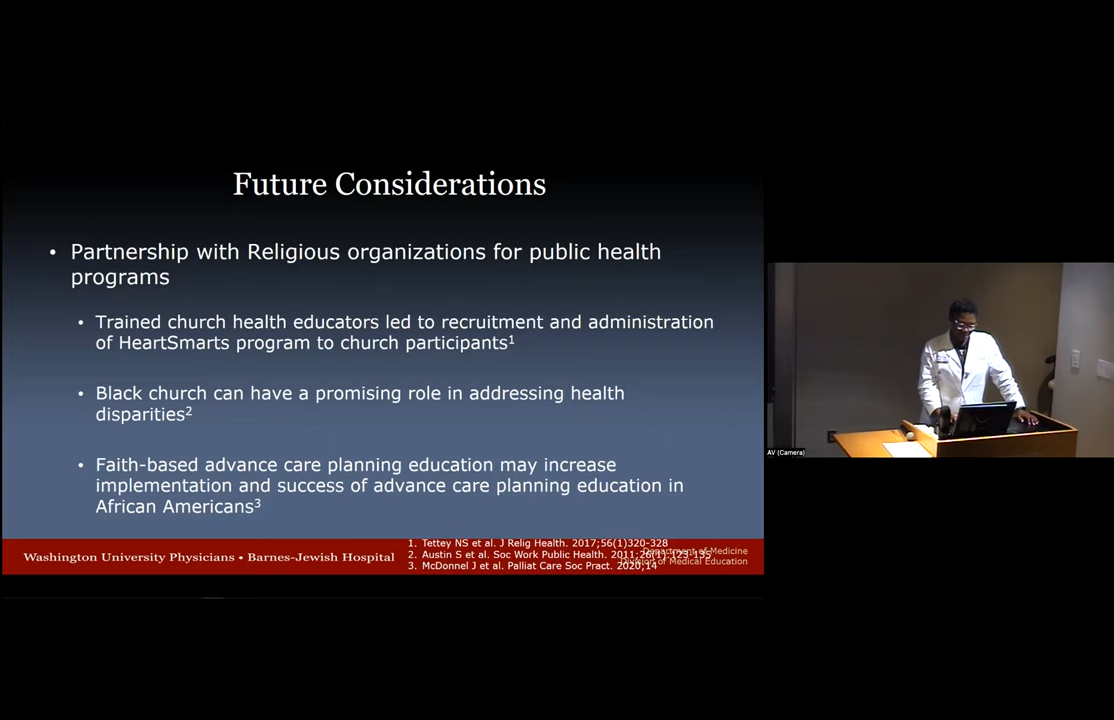 Future Considerations
• Partnership with Religious organizations for public health
programs
• Trained church health educators led to recruitment and administration
of HeartSmarts program to church participants1
• Black church can have a promising role in addressing health
disparities2
• Faith-based advance care planning education may increase
implementation and success of advance care planning education in
African Americans3
Washington University Physicians • Barnes-Jewish Hospital
1. Tettey NS et al. J Relig Health. 2017;56(1)320-328
2. Austin S et al. Soc Work Public Health. 2011;26(1):123-135
3. McDonnel J et al. Palliat Care Soc Pract. 2020;14
Department of Medicine
Division of Medical Education
AV (Camera)